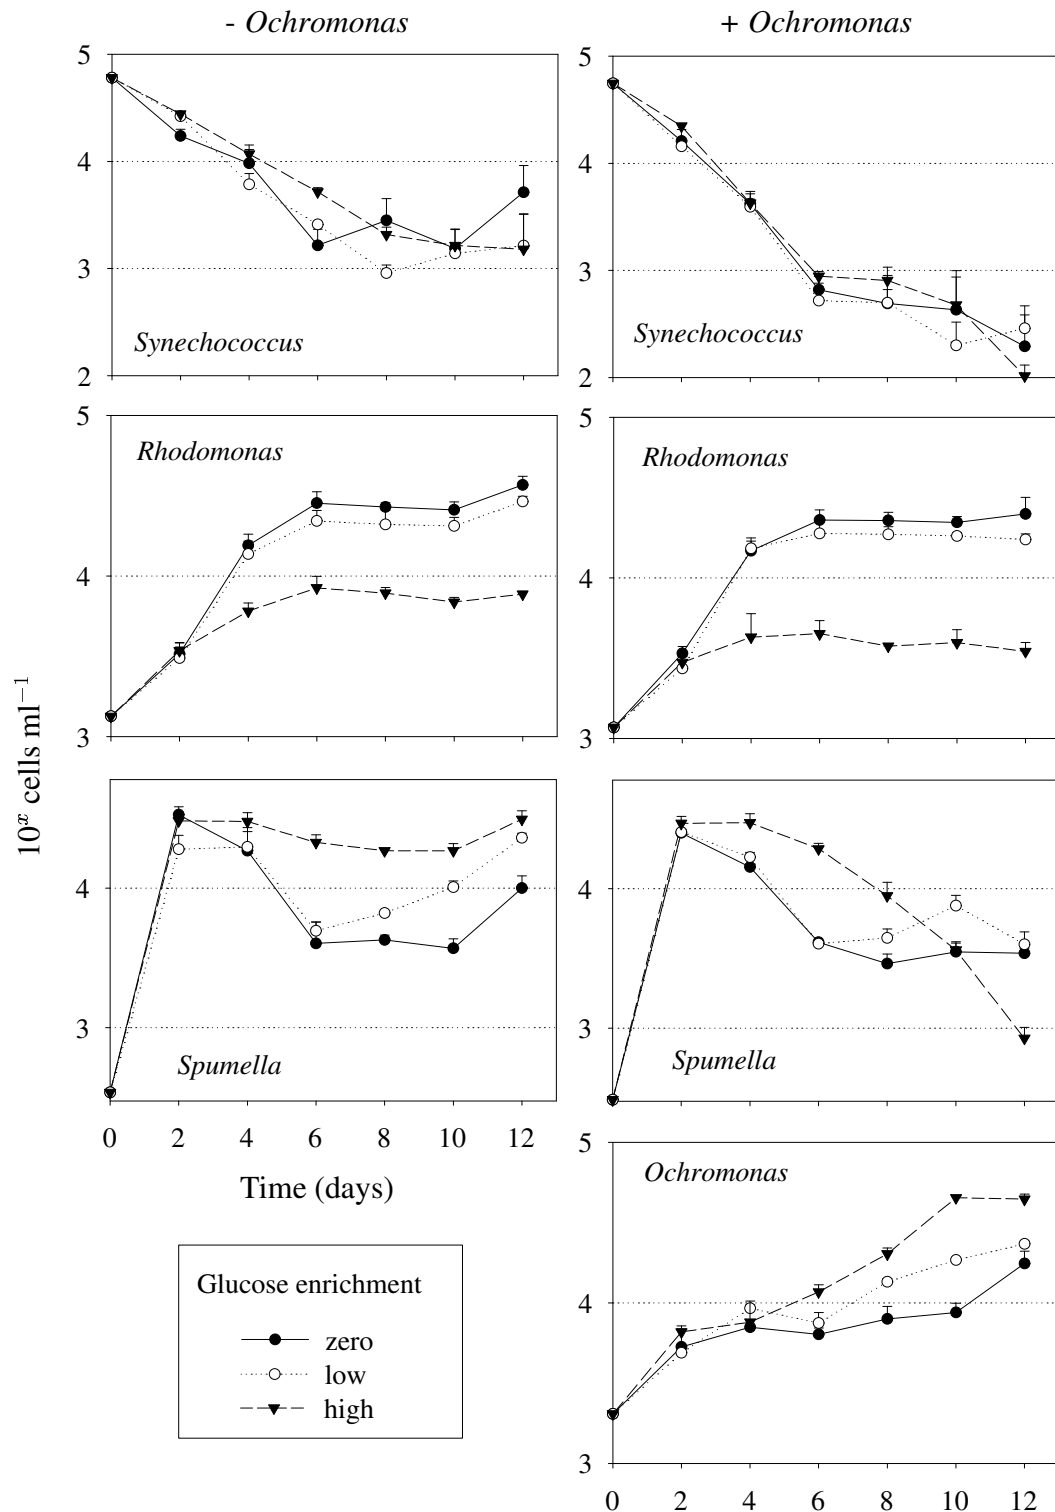 - Ochromonas
+ Ochromonas
5
4
3
2
Synechococcus
5
4
3
2
Synechococcus
5
4
3
Rhodomonas
5
4
3
Rhodomonas
10^x cells ml^−1
4
3
Spumella
0 2 4 6 8 10 12
Time (days)
4
3
Spumella
5
4
3
Ochromonas
0 2 4 6 8 10 12
Glucose enrichment
zero
low
high